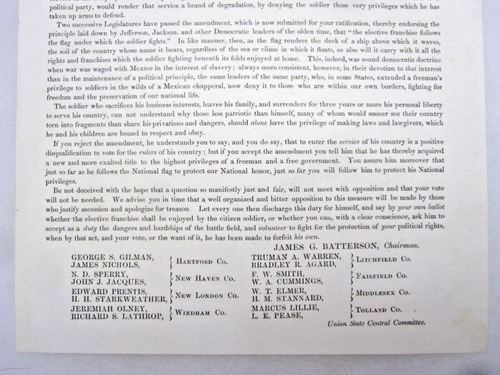 political party, would render that service a brand of degradation, by denying the soldier those very privileges which he has
taken up arms to defend.
Two successive Legislatures have passed the amendment, which is now submitted for your ratification, thereby endorsing the
principle laid down by Jefferson, Jackson, and other Democratic leaders of the olden time, that "the elective franchise follows
the flag under which the soldier fights." In like manner, then, as the flag renders the deck of a ship above which it waves,
the soil of the country whose name it bears, regardless of the sea or clime in which it floats, so also will it carry with it all the
rights and franchises which the soldier fighting beneath its folds enjoyed at home. This, indeed, was sound democratic doctrine
when war was waged with Mexico in the interest of slavery; always more consistent, however, in their devotion to that interest
than in the maintenance of a political principle, the same leaders of the same party, who, in some States, extended a freeman's
privilege to soldiers in the wilds of a Mexican chapperal, now deny it to those who are within our own borders, fighting for
freedom and the preservation of our national life.
The soldier who sacrifices his business interests, leaves his family, and surrenders for three years or more his personal liberty
to serve his country, can not understand why those less patriotic than himself, many of whom would sooner see their country
torn into fragments than share his privations and dangers, should alone have the privilege of making laws and lawgivers, which
he and his children are bound to respect and obey.
If you reject the amendment, he understands you to say, and you do say, that to enter the service of his country is a positive
disqualification to vote for the rulers of his country; but if you accept the amendment you tell him that he has thereby acquired
a new and more exalted title to the highest privileges of a freeman and a free government. You assure him moreover that
just so far as he follows the National flag to protect our National honor, just so far you will follow him to protect his National
privileges.
Be not deceived with the hope that a question so manifestly just and fair, will not meet with opposition and that your vote
will not be needed. We advise you in time that a well organized and bitter opposition to this measure will be made by those
who justify secession and apologize for treason. Let every one then discharge this duty for himself, and say by your own ballot
whether the elective franchise shall be enjoyed by the citizen soldier, or whether you can, with a clear conscience, ask him to
accept as a duty the dangers and hardships of the battle field, and volunteer to fight for the protection of your political rights,
when by that act, and your vote, or the want of it, he has been made to forfeit his own.
JAMES G. BATTERSON, Chairman.
GEORGE S. GILMAN,
JAMES NICHOLS, } HARTFORD CO.
N. D. SPERRY,
JOHN J. JACQUES, } NEW HAVEN CO.
EDWARD PRENTIS,
H. H. STARKWEATHER, } NEW LONDON CO.
JEREMIAH OLNEY,
RICHARD S. LATHROP, } WINDHAM CO.
TRUMAN A. WARREN,
BRADLEY R. AGARD, } LITCHFIELD CO.
F. W. SMITH,
W. A. CUMMINGS, } FAIRFIELD CO.
W. T. ELMER,
H. M. STANNARD, } MIDDLESEX CO.
MARCUS LILLIE,
L. E. PEASE, } TOLLAND CO.
Union State Central Committee.